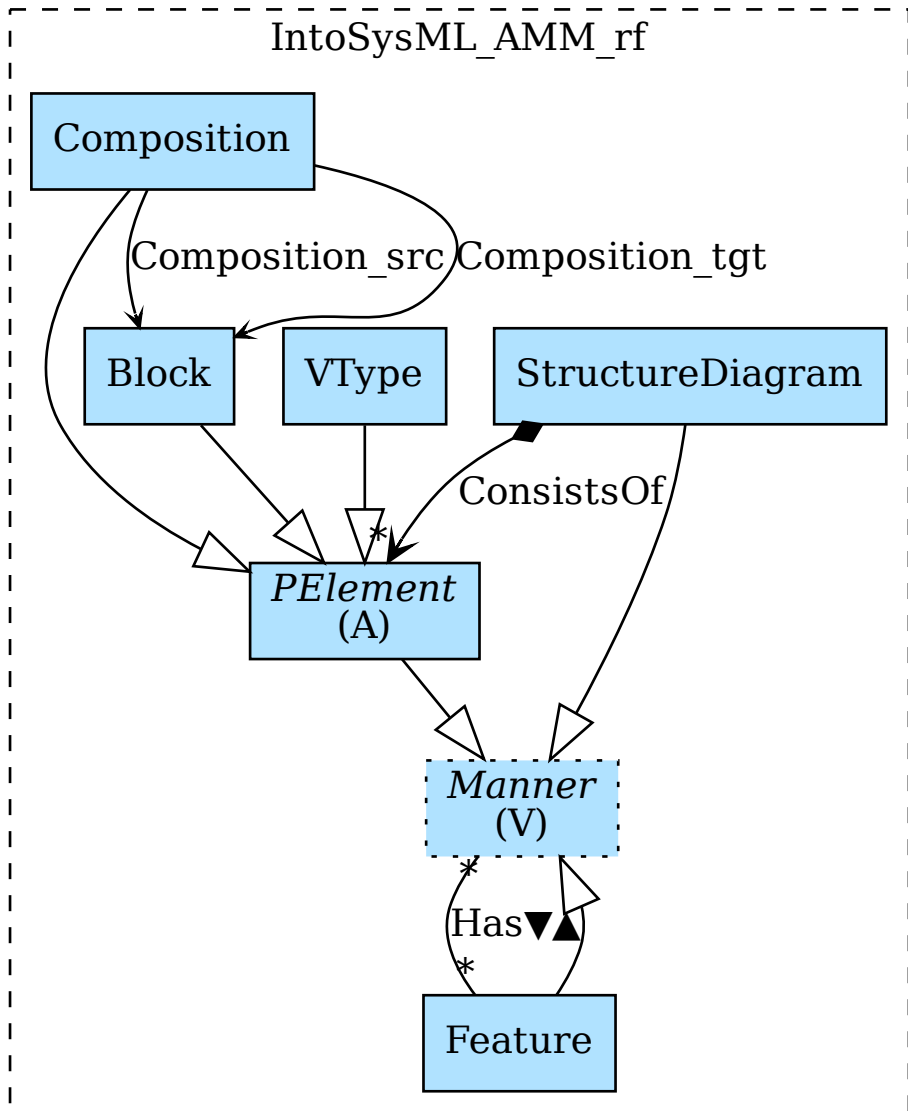 IntoSysML_AMM_rf
Composition
Composition_src
Composition_tgt
Block
VType
StructureDiagram
ConsistsOf
*
PElement
(A)
Manner
(V)
*
Has▼▲
*
Feature